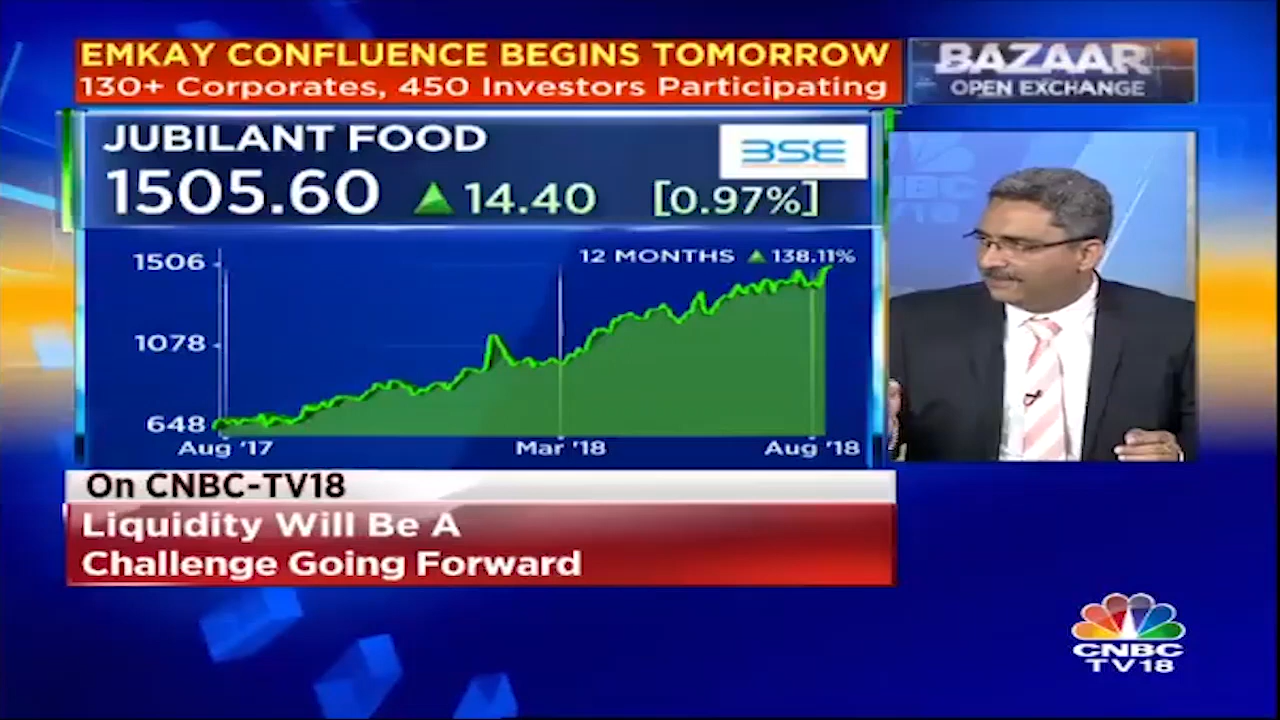 EMKAY CONFLUENCE BEGINS TOMORROW
130+ Corporates, 450 Investors Participating
BAZAAR
OPEN EXCHANGE
JUBILANT FOOD
BSE
1505.60 ▲ 14.40 [0.97%]
12 MONTHS ▲ 138.11%
1506
1078
648
Aug '17 Mar '18 Aug '18
On CNBC-TV18
Liquidity Will Be A
Challenge Going Forward
CNBC
TV18